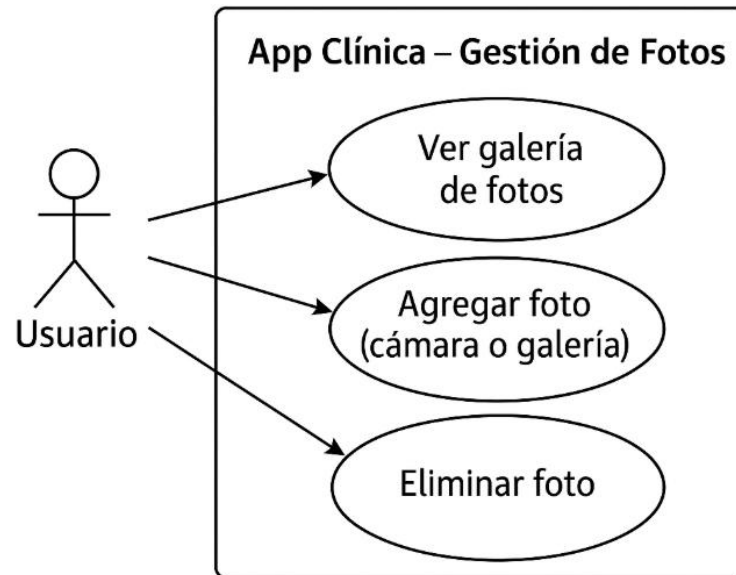 App Clínica – Gestión de Fotos
Ver galería
de fotos
Agregar foto
(cámara o galería)
Eliminar foto
Usuario